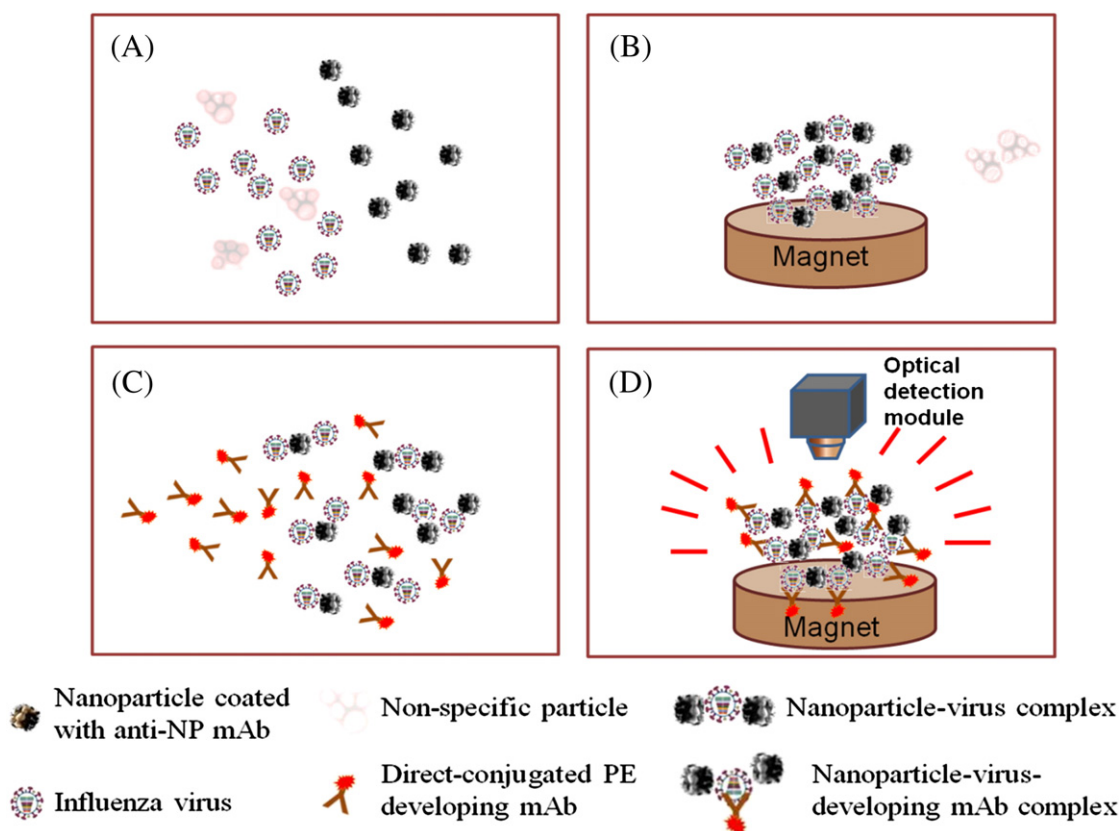 (A)
(B)
Magnet
(C)
(D)
Optical
detection
module
Magnet
Nanoparticle coated
with anti-NP mAb
Non-specific particle
Nanoparticle-virus complex
Influenza virus
Direct-conjugated PE
developing mAb
Nanoparticle-virus-
developing mAb complex